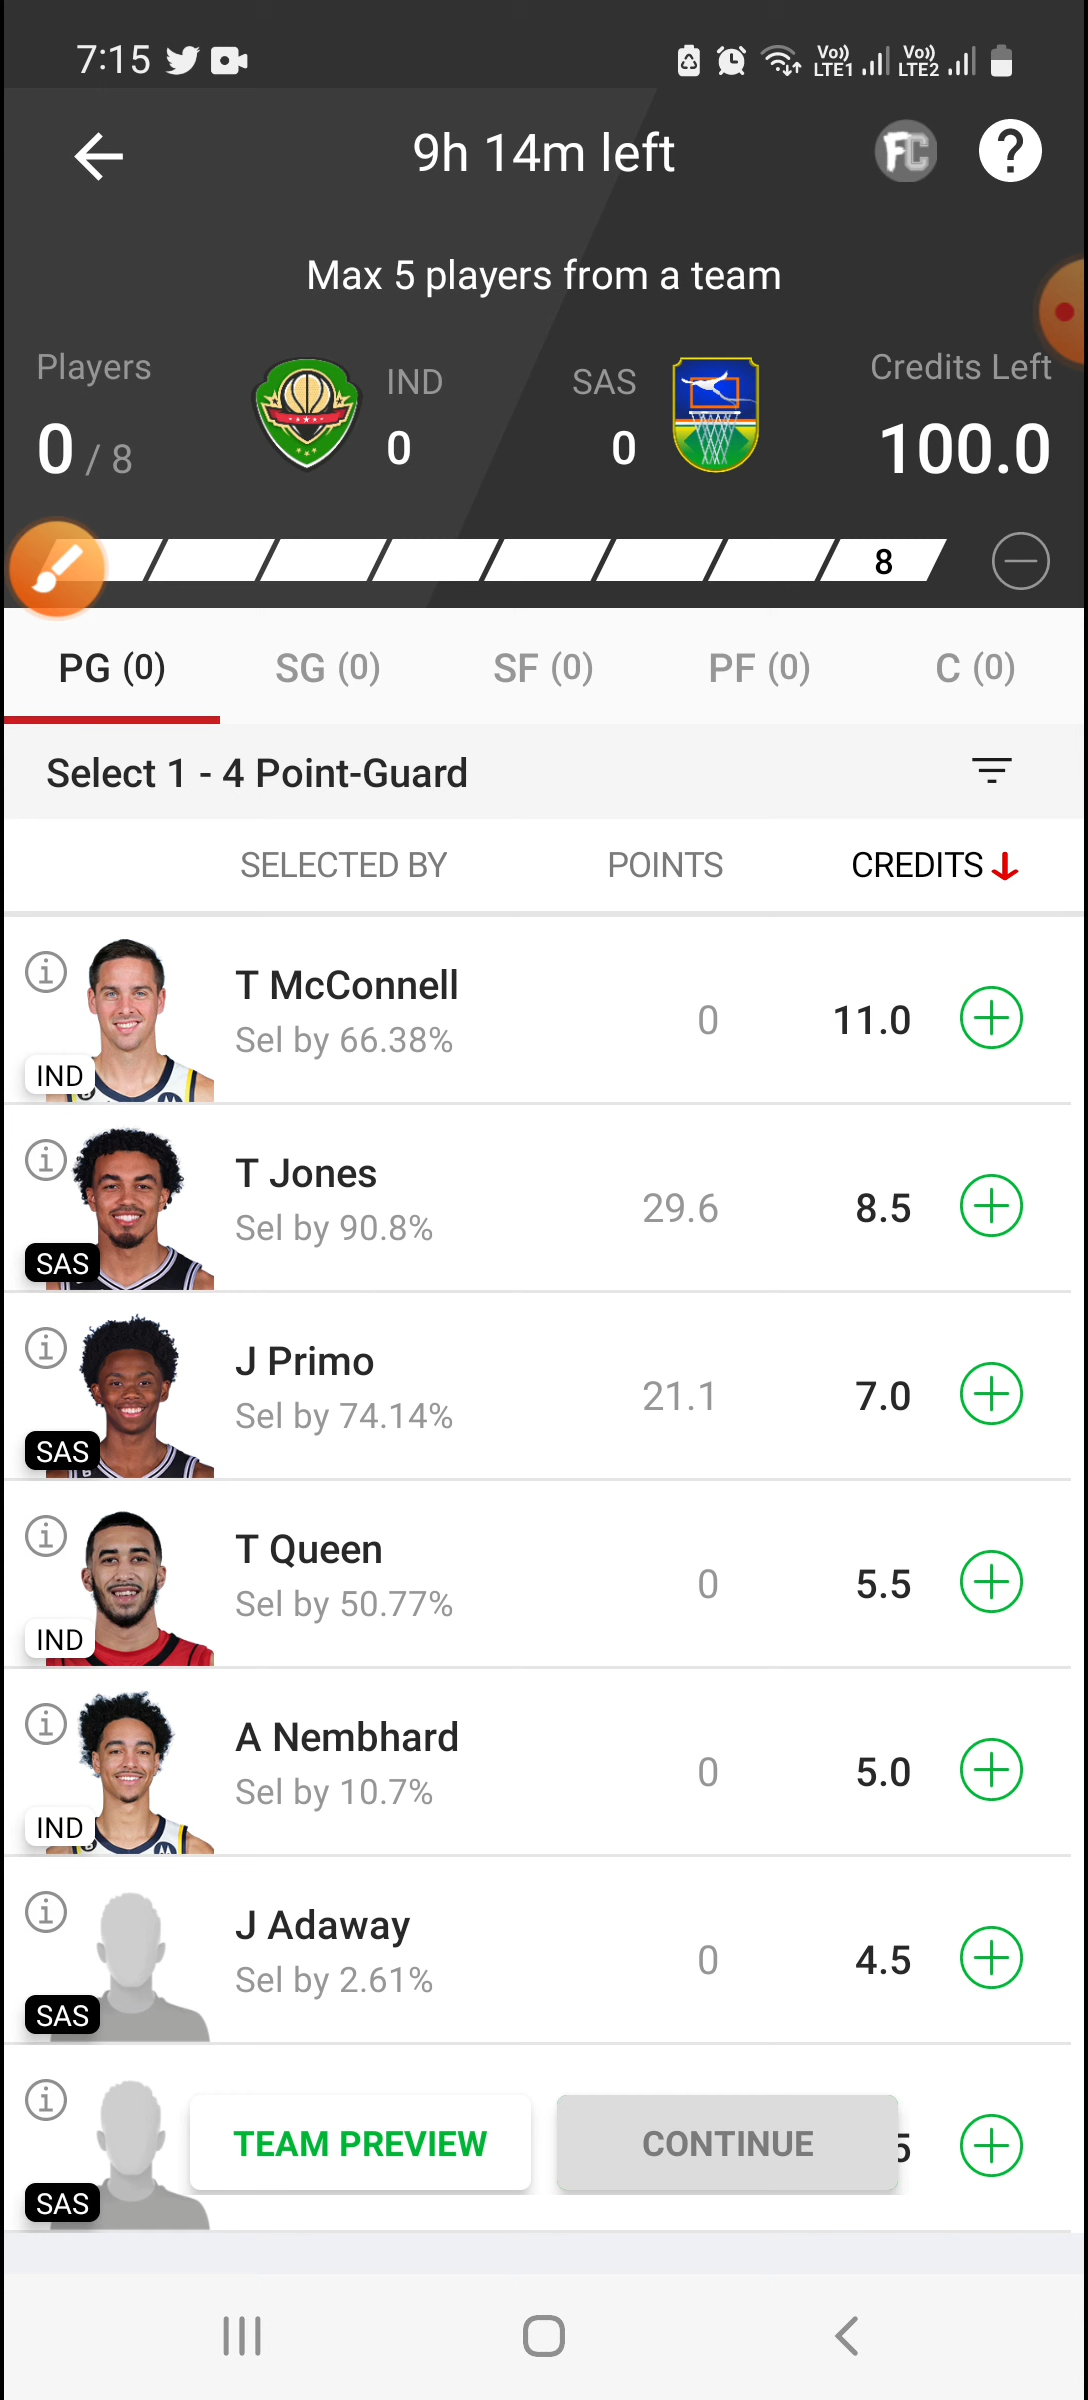 7:15 Vo)) LTE1 Vo)) LTE2
9h 14m left FC ?
Max 5 players from a team
Players IND SAS Credits Left
0 / 8 0 0 100.0
8
PG (0) SG (0) SF (0) PF (0) C (0)
Select 1 - 4 Point-Guard
SELECTED BY POINTS CREDITS
T McConnell
Sel by 66.38% 0 11.0
IND
T Jones
Sel by 90.8% 29.6 8.5
SAS
J Primo
Sel by 74.14% 21.1 7.0
SAS
T Queen
Sel by 50.77% 0 5.5
IND
A Nembhard
Sel by 10.7% 0 5.0
IND
J Adaway
Sel by 2.61% 0 4.5
SAS
TEAM PREVIEW CONTINUE
SAS